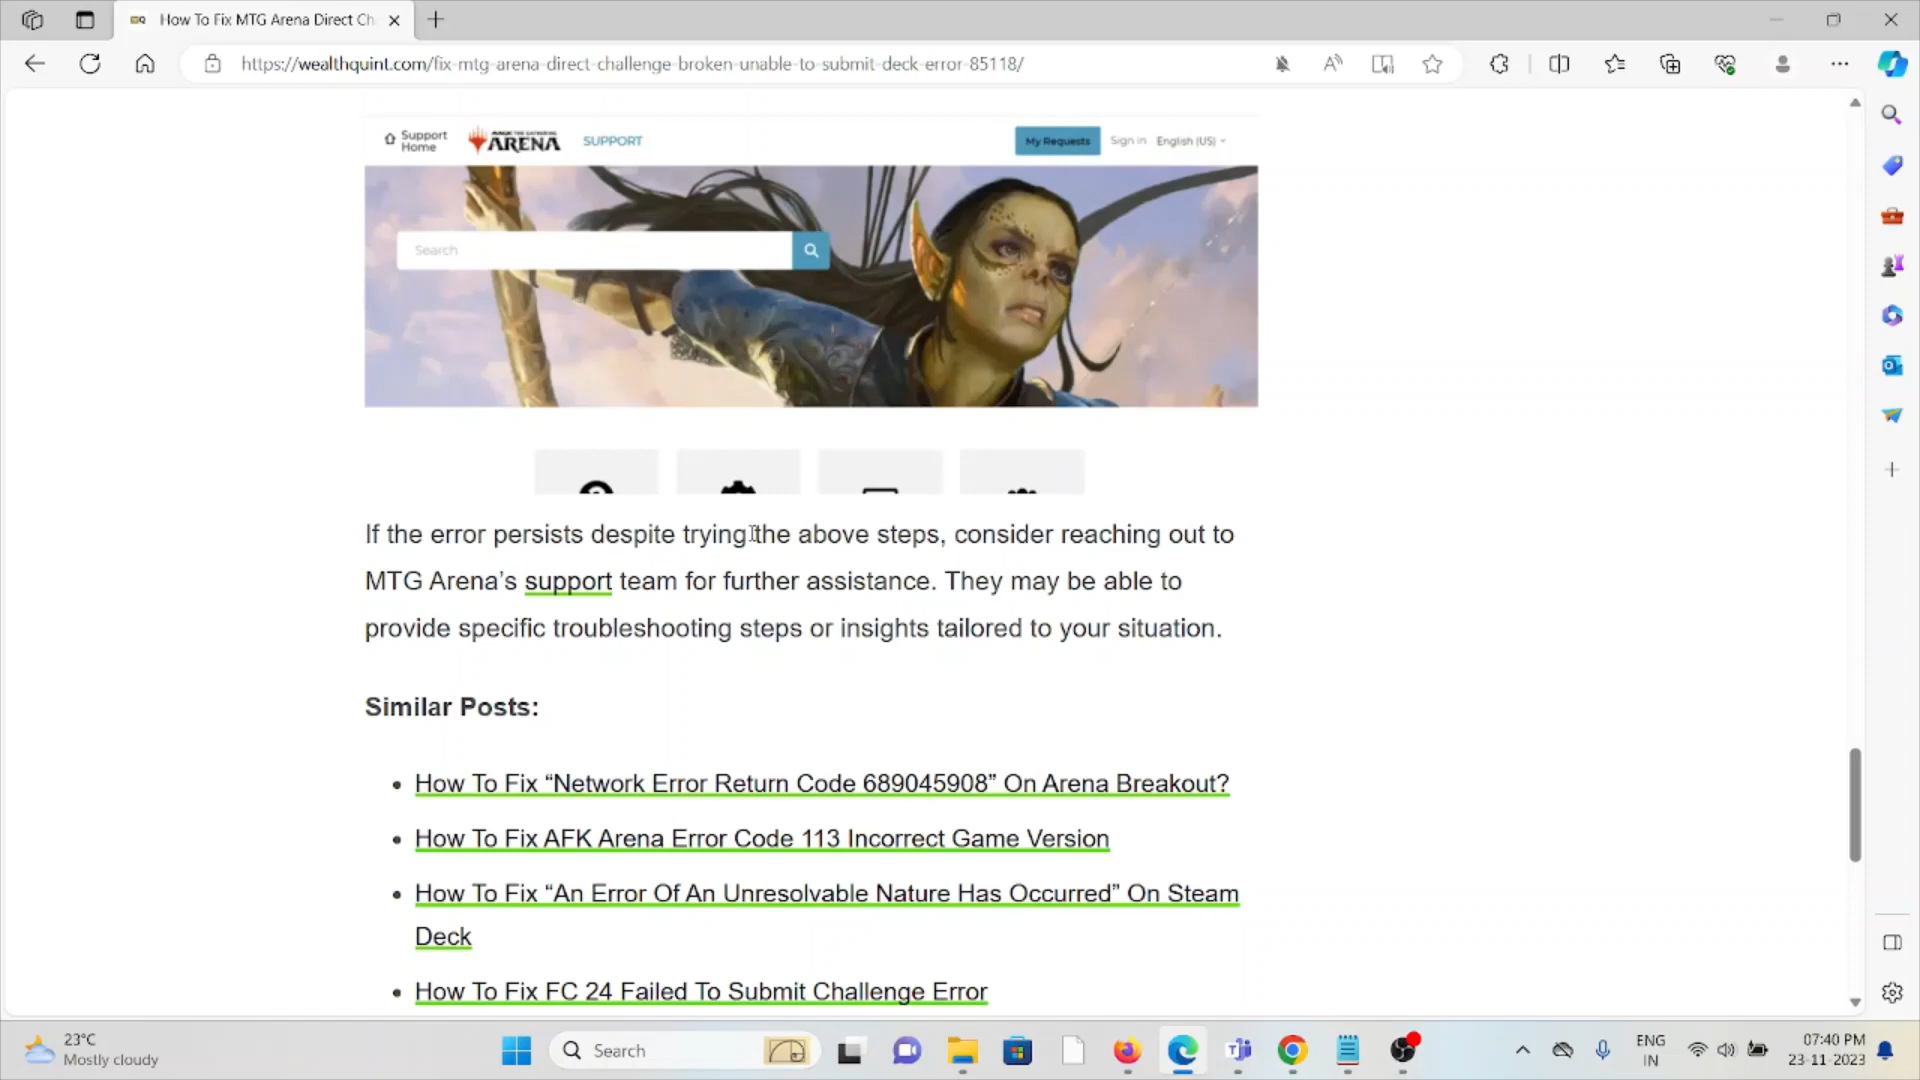 How To Fix MTG Arena Direct Ch
https://wealthquint.com/fix-mtg-arena-direct-challenge-broken-unable-to-submit-deck-error-85118/
Support Home
MAGIC THE GATHERING ARENA
SUPPORT
My Requests
Sign in
English (US)
Search
If the error persists despite trying the above steps, consider reaching out to
MTG Arena’s support team for further assistance. They may be able to
provide specific troubleshooting steps or insights tailored to your situation.
Similar Posts:
How To Fix “Network Error Return Code 689045908” On Arena Breakout?
How To Fix AFK Arena Error Code 113 Incorrect Game Version
How To Fix “An Error Of An Unresolvable Nature Has Occurred” On Steam
Deck
How To Fix FC 24 Failed To Submit Challenge Error
23°C
Mostly cloudy
Search
ENG
IN
07:40 PM
23-11-2023